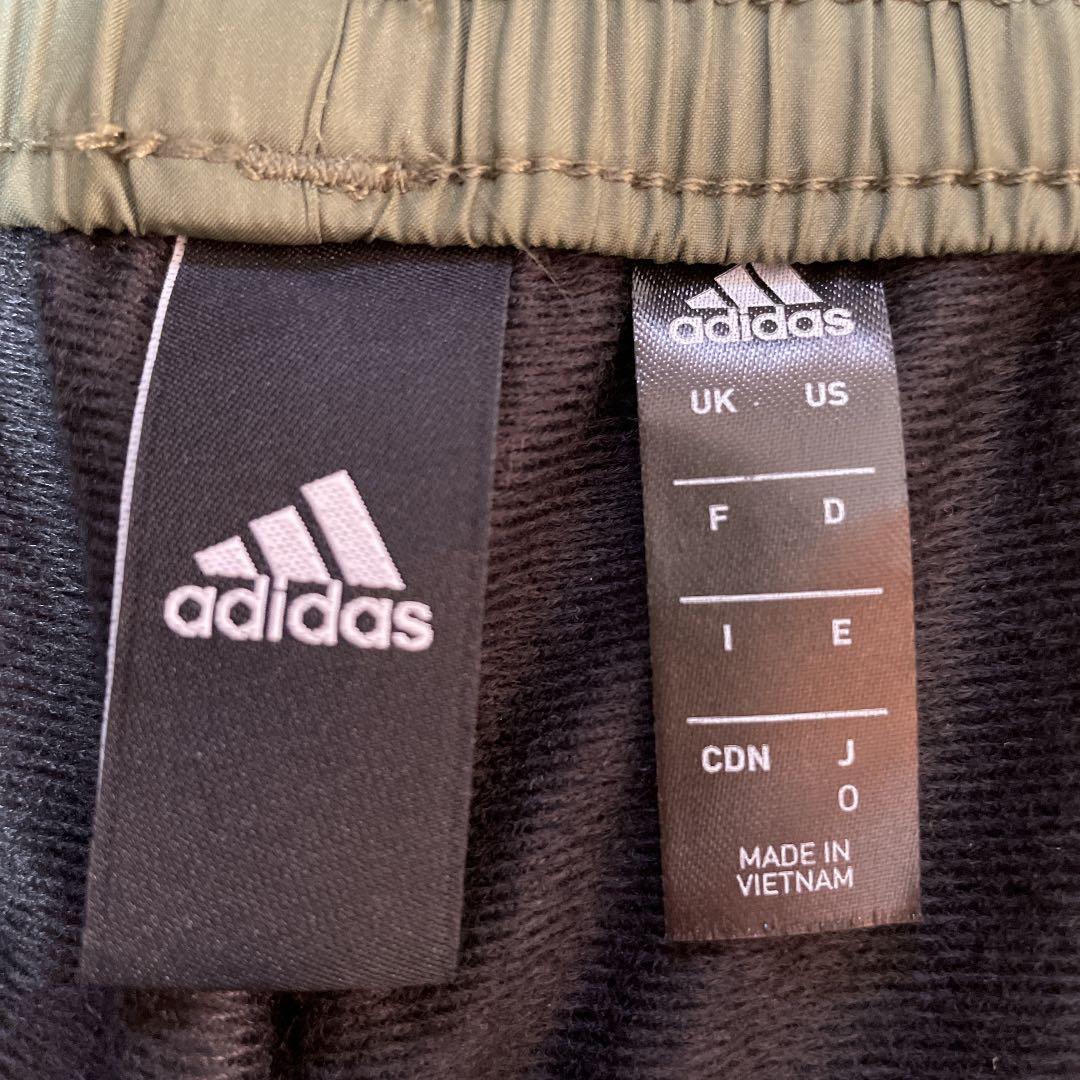 adidas
adidas
UK US
F D
I E
CDN J
O
MADE IN
VIETNAM